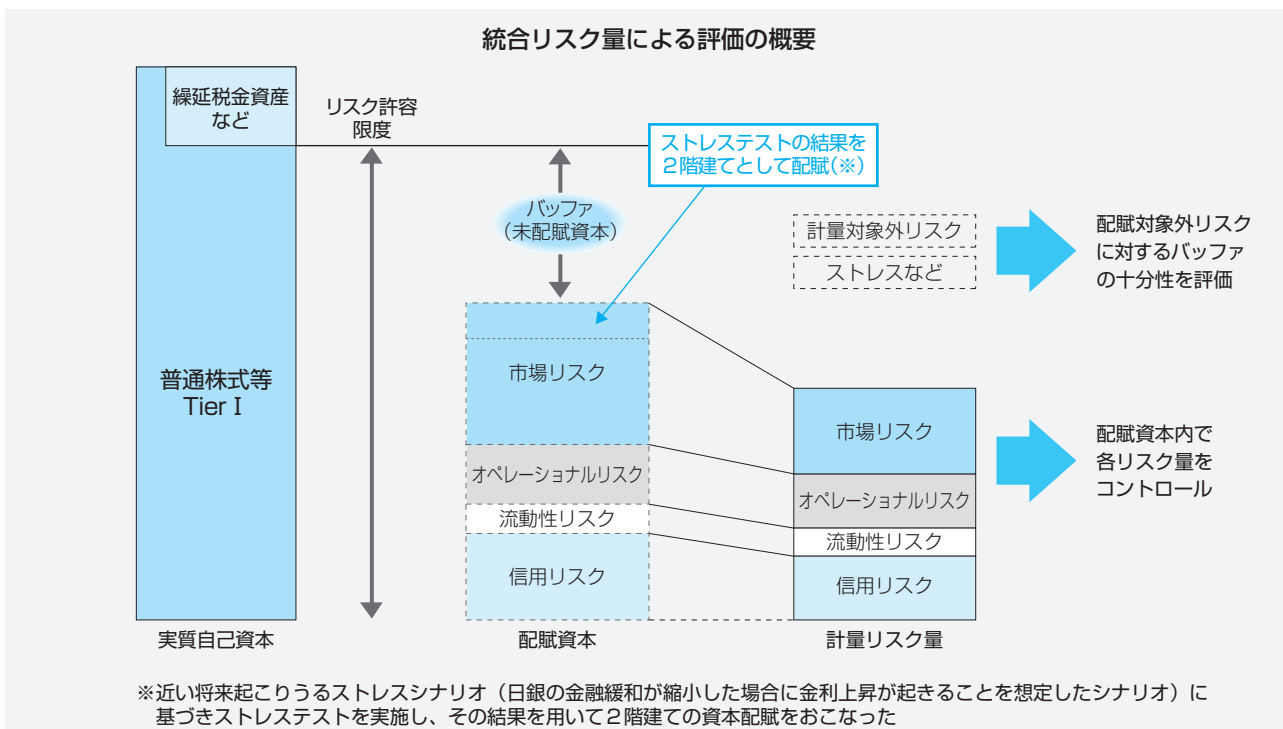 統合リスク量による評価の概要
繰延税金資産
など
リスク許容
限度
ストレステストの結果を
2階建てとして配賦(※)
バッファ
(未配賦資本)
計量対象外リスク
ストレスなど
配賦対象外リスク
に対するバッファ
の十分性を評価
普通株式等
Tier Ⅰ
市場リスク
オペレーショナルリスク
流動性リスク
信用リスク
市場リスク
オペレーショナルリスク
流動性リスク
信用リスク
配賦資本内で
各リスク量を
コントロール
実質自己資本
配賦資本
計量リスク量
※近い将来起こりうるストレスシナリオ（日銀の金融緩和が縮小した場合に金利上昇が起きることを想定したシナリオ）に
基づきストレステストを実施し、その結果を用いて2階建ての資本配賦をおこなった